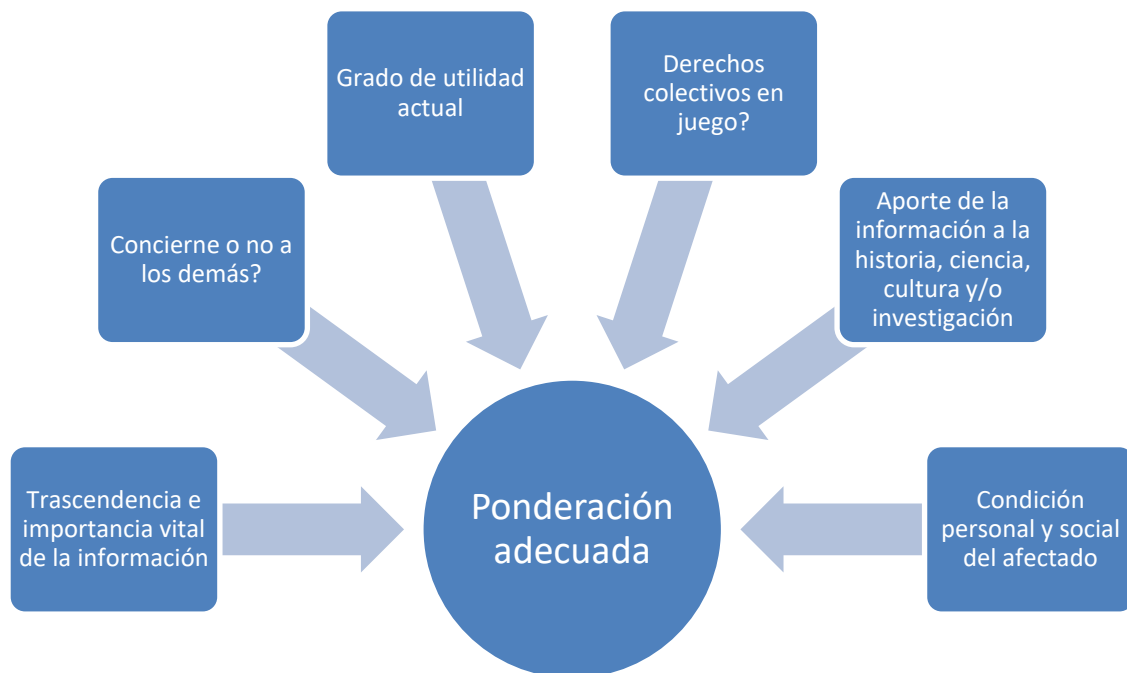 Grado de utilidad
actual
Derechos
colectivos en
juego?
Concierne o no a
los demás?
Aporte de la
información a la
historia, ciencia,
cultura y/o
investigación
Trascendencia e
importancia vital
de la información
Ponderación
adecuada
Condición
personal y social
del afectado